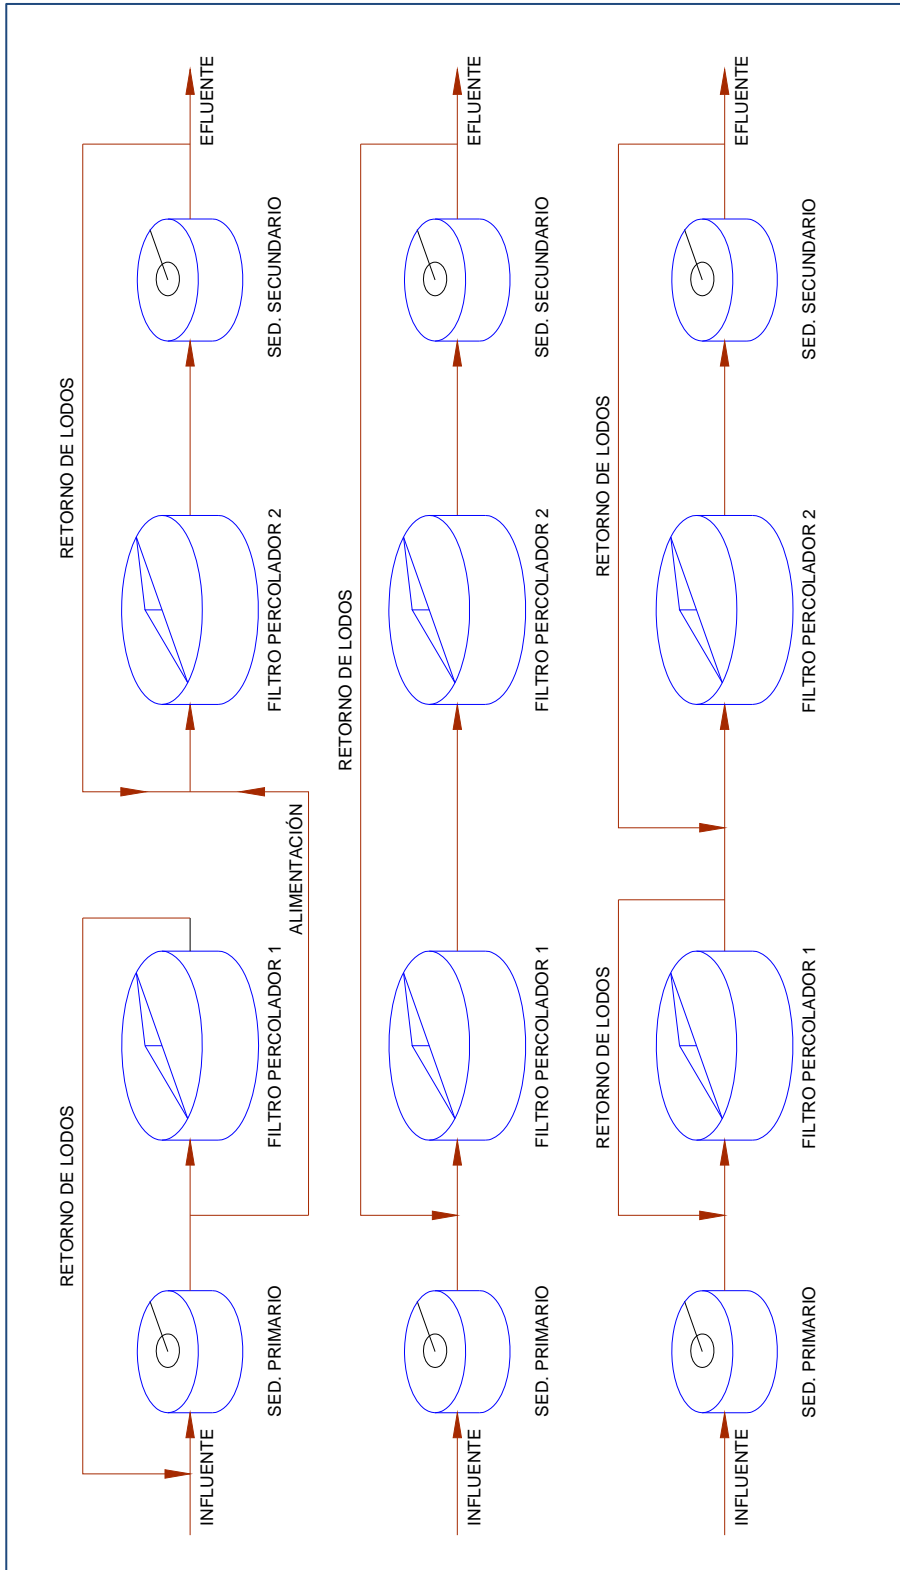 RETORNO DE LODOS
RETORNO DE LODOS
INFLUENTE
SED. PRIMARIO
FILTRO PERCOLADOR 1
ALIMENTACIÓN
FILTRO PERCOLADOR 2
SED. SECUNDARIO
EFLUENTE
RETORNO DE LODOS
INFLUENTE
SED. PRIMARIO
FILTRO PERCOLADOR 1
FILTRO PERCOLADOR 2
SED. SECUNDARIO
EFLUENTE
RETORNO DE LODOS
RETORNO DE LODOS
INFLUENTE
SED. PRIMARIO
FILTRO PERCOLADOR 1
FILTRO PERCOLADOR 2
SED. SECUNDARIO
EFLUENTE